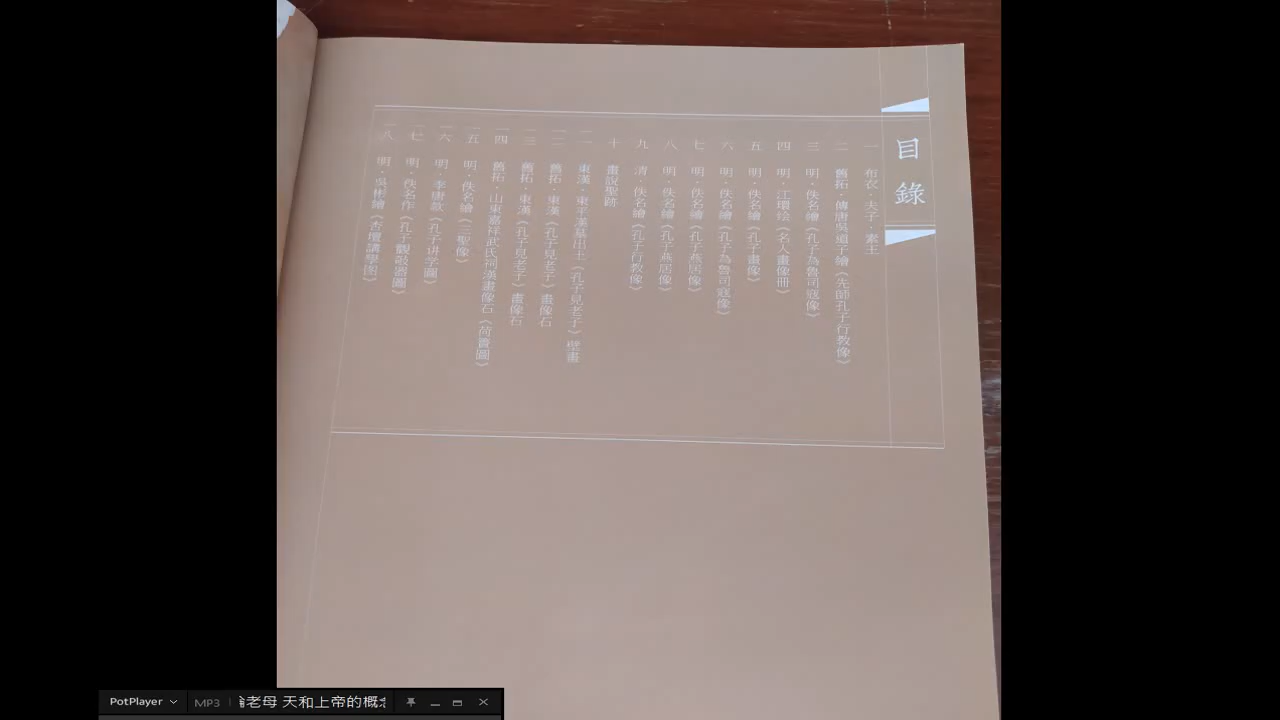 目錄
一 布衣·夫子·素王
二 舊拓·傳唐吳道子繪《先師孔子行教像》
三 明·佚名繪《孔子為魯司寇像》
四 明·江環绘《名人畫像冊》
五 明·佚名繪《孔子畫像》
六 明·佚名繪《孔子為魯司寇像》
七 明·佚名繪《孔子燕居像》
八 明·佚名繪《孔子燕居像》
九 清·佚名繪《孔子行教像》
十 畫說聖跡
一一 東漢·東平漢墓出土《孔子見老子》壁畫
一二 舊拓·東漢《孔子見老子》畫像石
一三 舊拓·東漢《孔子見老子》畫像石
一四 舊拓·山東嘉祥武氏祠漢畫像石《荷蕢圖》
一五 明·佚名繪《三聖像》
一六 明·李唐款《孔子讲学圖》
一七 明·佚名作《孔子觀欹器圖》
一八 明·吳彬繪《杏壇講學图》
PotPlayer MP3 老母 天和上帝的概念